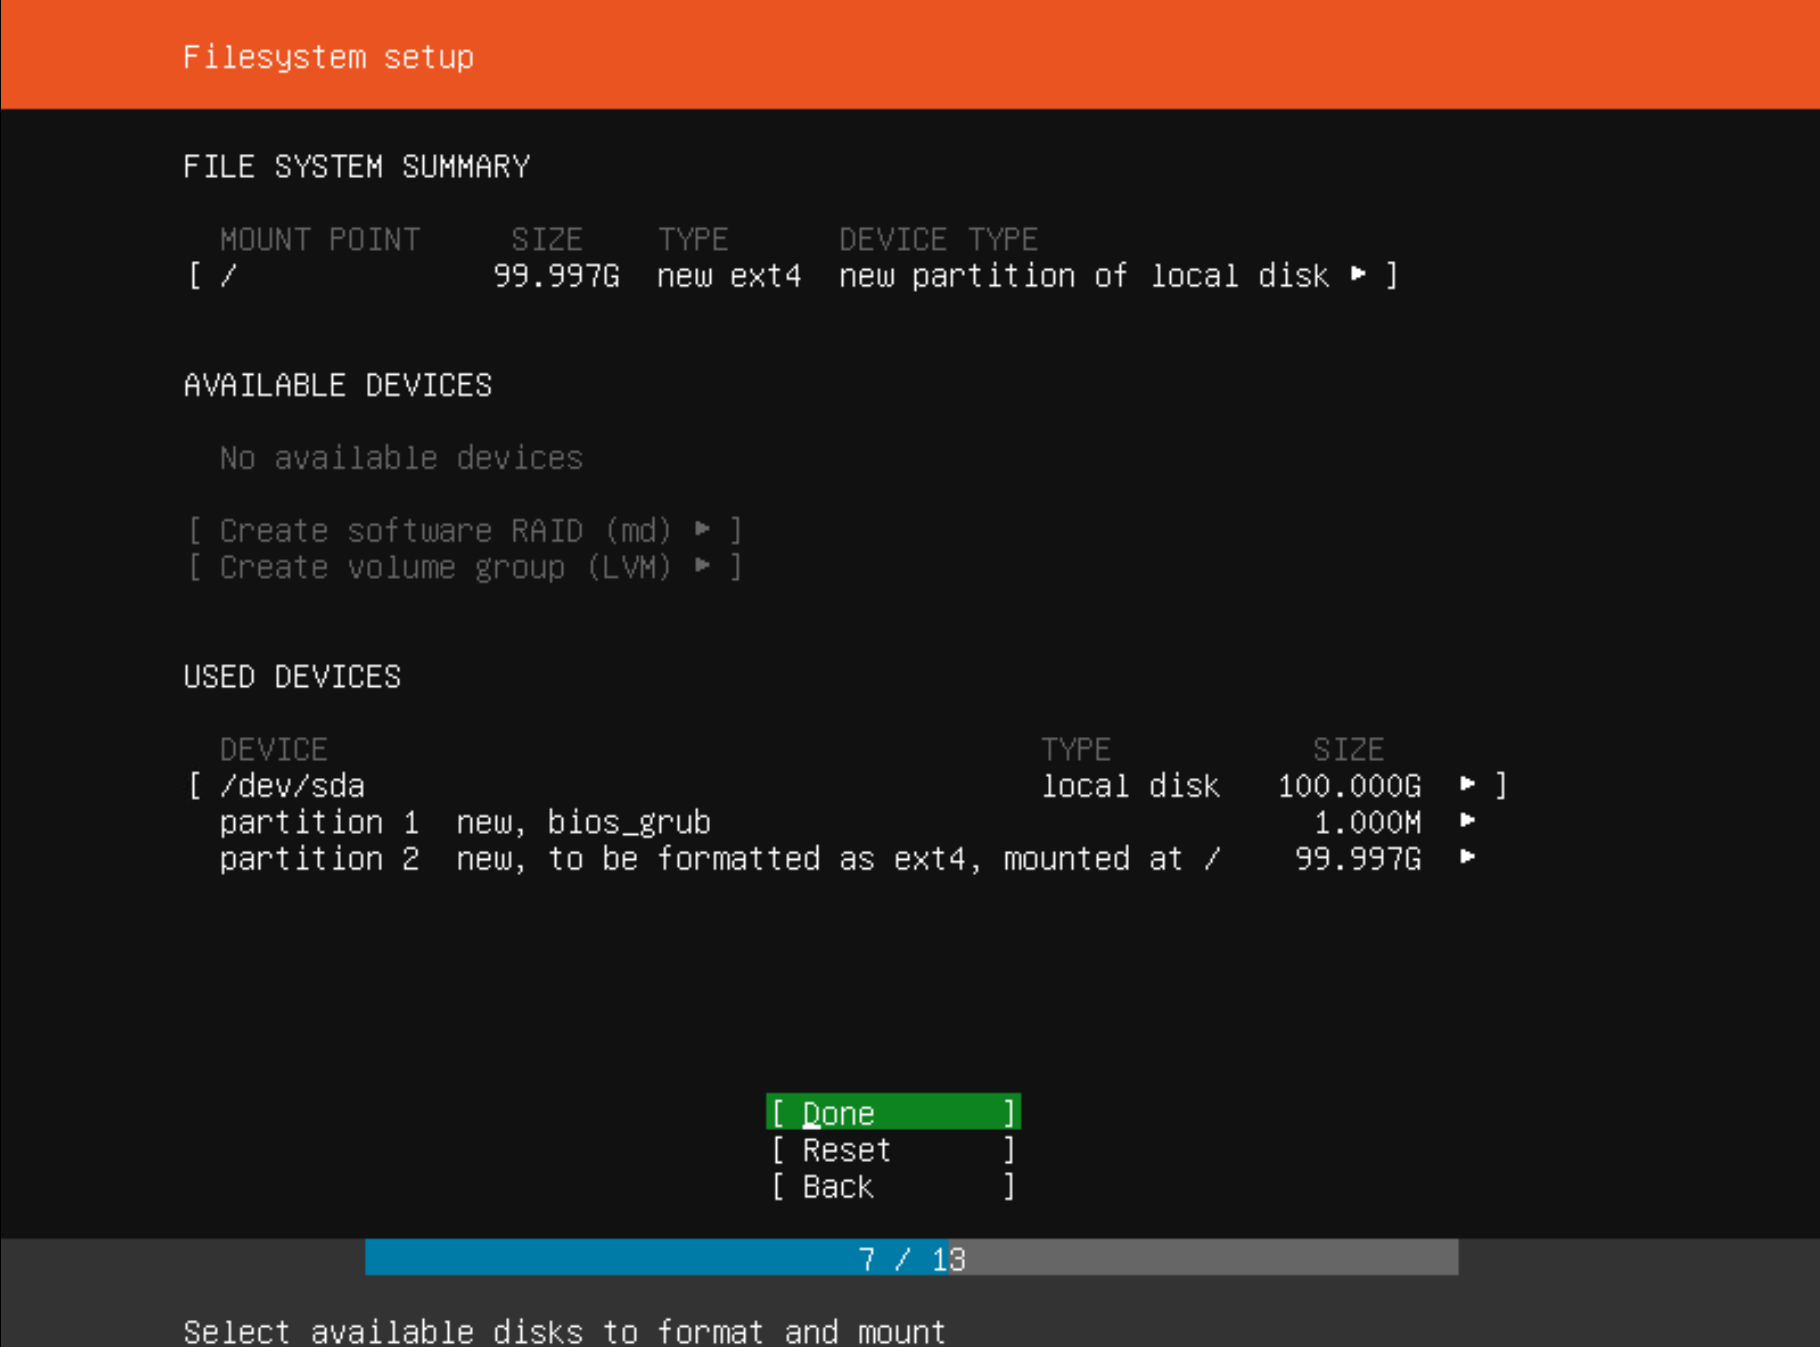 Filesystem setup
FILE SYSTEM SUMMARY
MOUNT POINT SIZE TYPE DEVICE TYPE
[ / 99.997G new ext4 new partition of local disk ▸ ]
AVAILABLE DEVICES
No available devices
[ Create software RAID (md) ▸ ]
[ Create volume group (LVM) ▸ ]
USED DEVICES
DEVICE TYPE SIZE
[ /dev/sda local disk 100.000G ▸ ]
partition 1 new, bios_grub 1.000M ▸
partition 2 new, to be formatted as ext4, mounted at / 99.997G ▸
[ Done ]
[ Reset ]
[ Back ]
7 / 13
Select available disks to format and mount